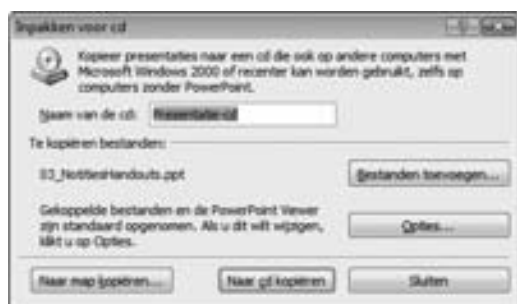 Inpakken voor cd
Kopieer presentaties naar een cd die ook op
andere computers met
Microsoft Windows 2000 of recenter kan worden gebruikt, zelfs op
computers zonder PowerPoint.
Naam van de cd: Presentatie-cd
Te kopiëren bestanden:
03_NotitiesHandouts.ppt
Bestanden toevoegen...
Gekoppelde bestanden en de PowerPoint Viewer
zijn standaard opgenomen. Als u dit wilt wijzigen,
klikt u op Opties.
Opties...
Naar map kopiëren...
Naar cd kopiëren
Sluiten